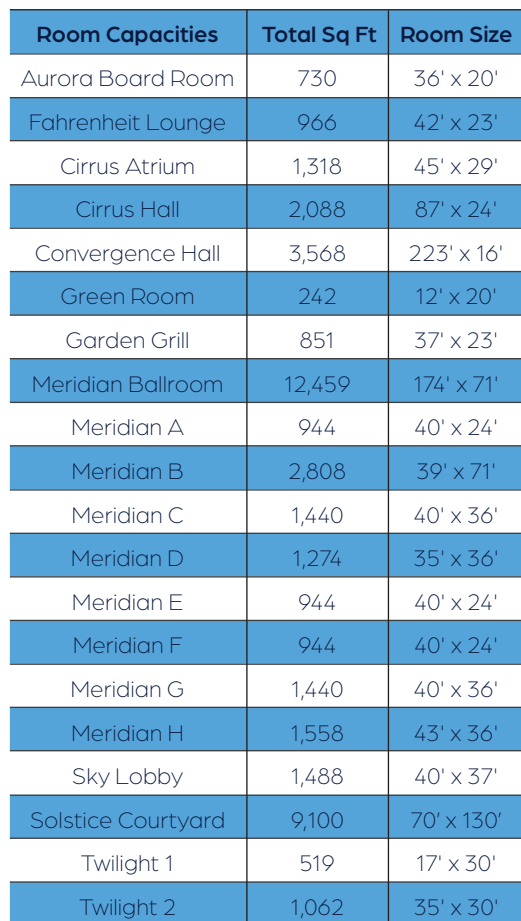 Room Capacities Total Sq Ft Room Size
Aurora Board Room 730 36' x 20'
Fahrenheit Lounge 966 42' x 23'
Cirrus Atrium 1,318 45' x 29'
Cirrus Hall 2,088 87' x 24'
Convergence Hall 3,568 223' x 16'
Green Room 242 12' x 20'
Garden Grill 851 37' x 23'
Meridian Ballroom 12,459 174' x 71'
Meridian A 944 40' x 24'
Meridian B 2,808 39' x 71'
Meridian C 1,440 40' x 36'
Meridian D 1,274 35' x 36'
Meridian E 944 40' x 24'
Meridian F 944 40' x 24'
Meridian G 1,440 40' x 36'
Meridian H 1,558 43' x 36'
Sky Lobby 1,488 40' x 37'
Solstice Courtyard 9,100 70' x 130'
Twilight 1 519 17' x 30'
Twilight 2 1,062 35' x 30'